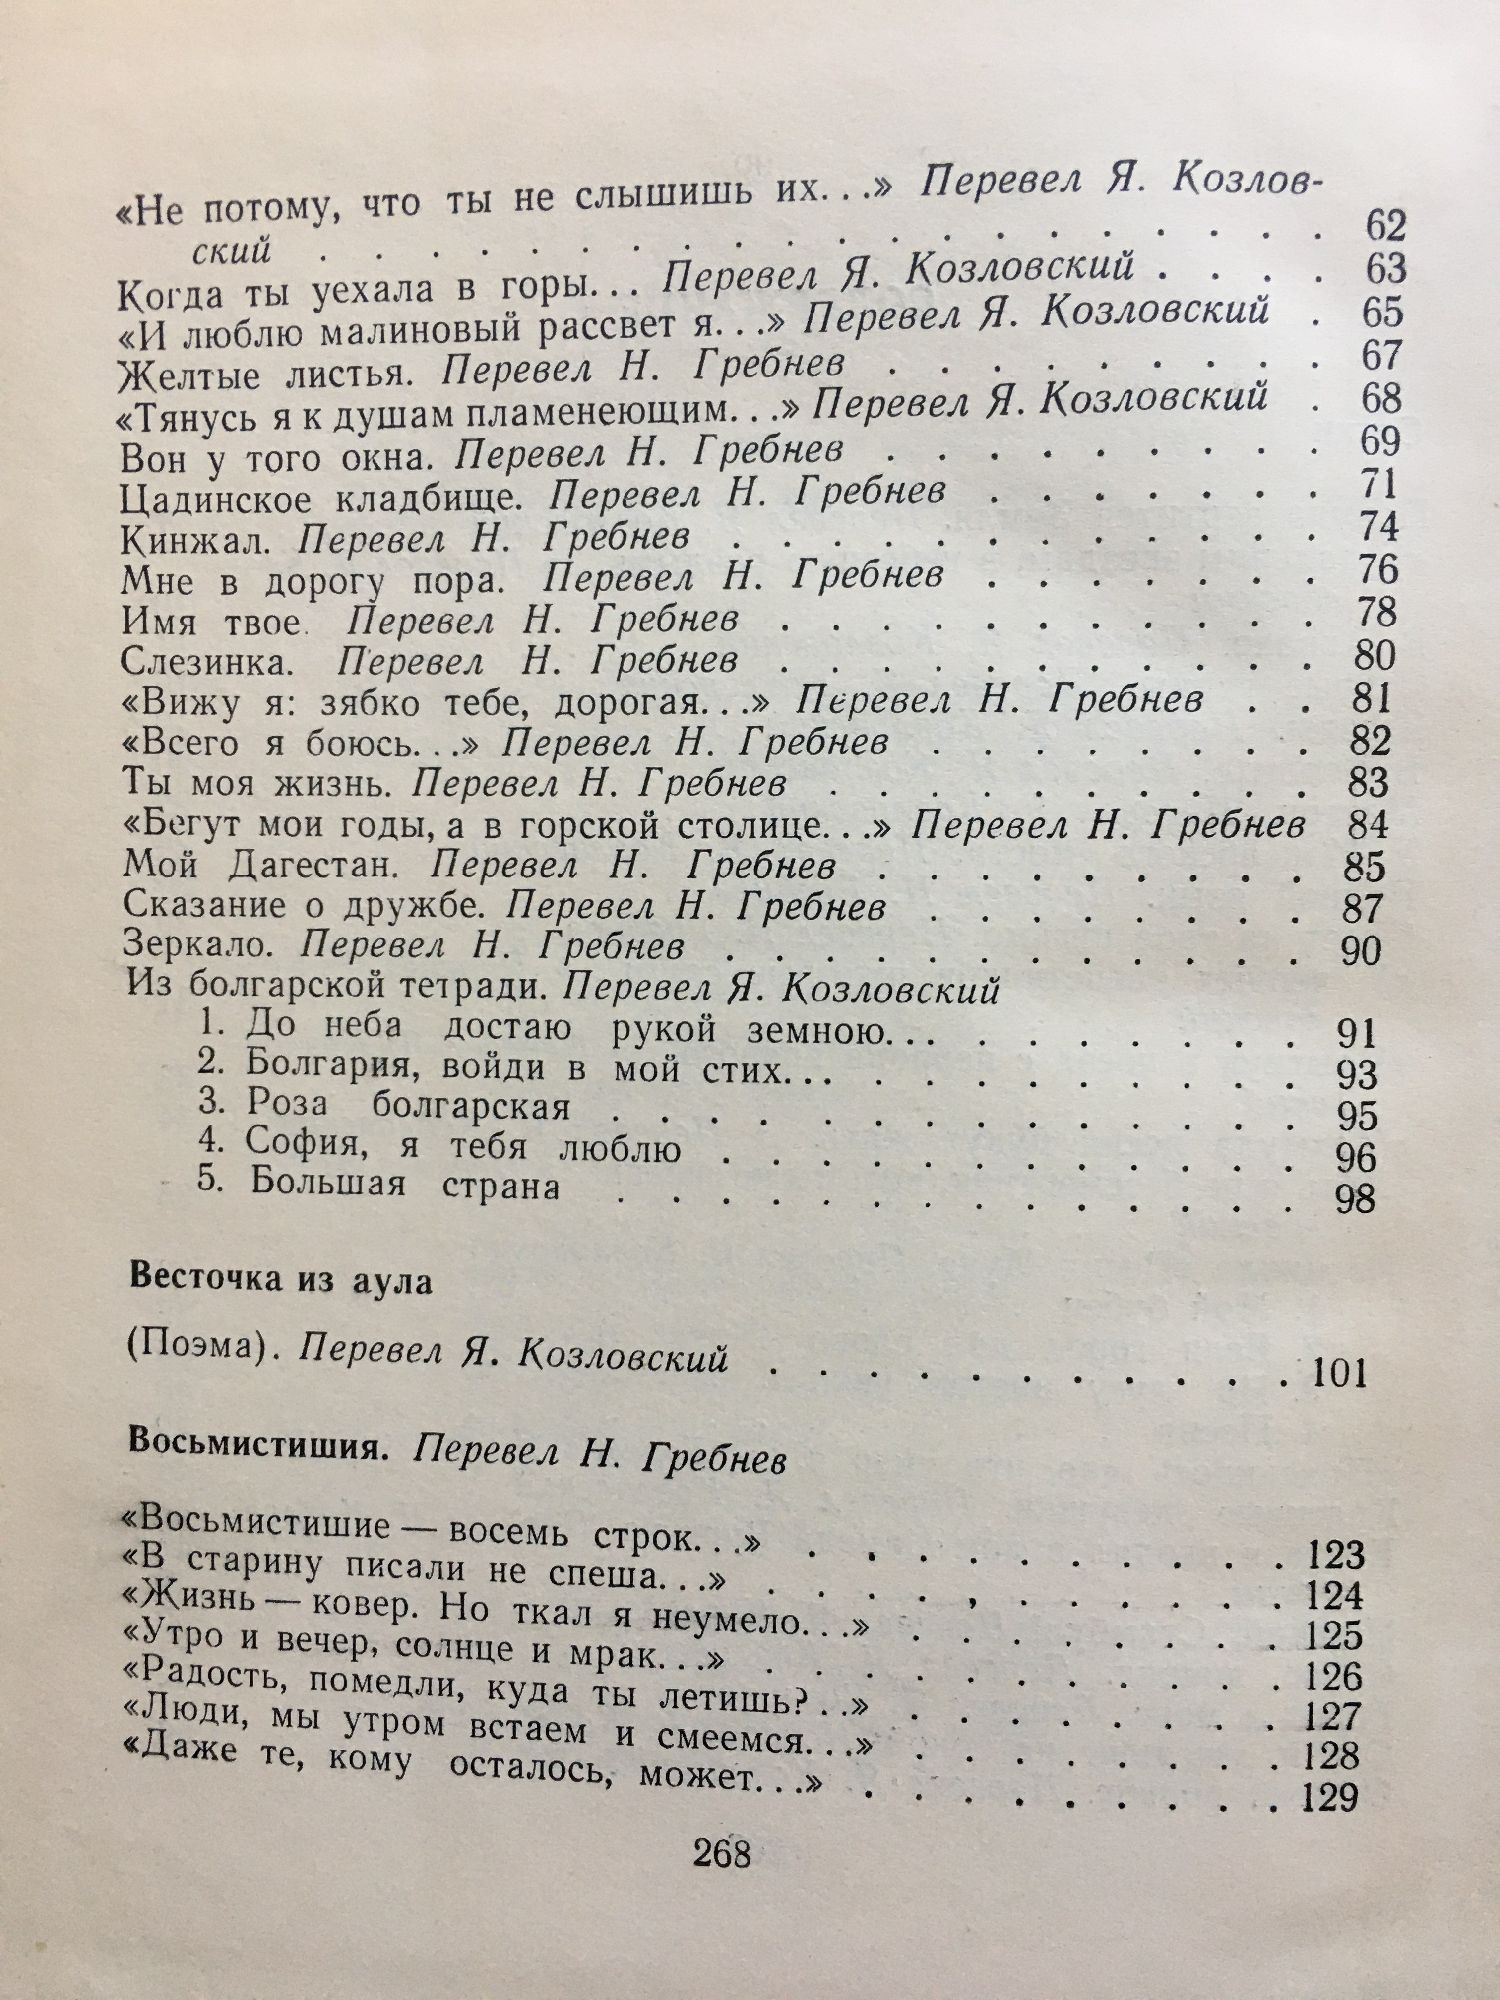 «Не потому, что ты не слышишь их...» Перевел Я. Козлов-
ский . . . . . . . . . . . . . . . . . . . . 62
Когда ты уехала в горы... Перевел Я. Козловский . . . . 63
«И люблю малиновый рассвет я...» Перевел Я. Козловский . 65
Желтые листья. Перевел Н. Гребнев . . . . . . . . . 67
«Тянусь я к душам пламенеющим...» Перевел Я. Козловский . 68
Вон у того окна. Перевел Н. Гребнев . . . . . . . . . 69
Цадинское кладбище. Перевел Н. Гребнев . . . . . . . 71
Кинжал. Перевел Н. Гребнев . . . . . . . . . . . . 74
Мне в дорогу пора. Перевел Н. Гребнев . . . . . . . 76
Имя твое. Перевел Н. Гребнев . . . . . . . . . . . 78
Слезинка. Перевел Н. Гребнев . . . . . . . . . . . 80
«Вижу я: зябко тебе, дорогая...» Перевел Н. Гребнев . . 81
«Всего я боюсь...» Перевел Н. Гребнев . . . . . . . . 82
Ты моя жизнь. Перевел Н. Гребнев . . . . . . . . . . 83
«Бегут мои годы, а в горской столице...» Перевел Н. Гребнев 84
Мой Дагестан. Перевел Н. Гребнев . . . . . . . . . 85
Сказание о дружбе. Перевел Н. Гребнев . . . . . . . . 87
Зеркало. Перевел Н. Гребнев . . . . . . . . . . . . 90
Из болгарской тетради. Перевел Я. Козловский
1. До неба достаю рукой земною... . . . . . . . 91
2. Болгария, войди в мой стих... . . . . . . . . . 93
3. Роза болгарская . . . . . . . . . . . . . . 95
4. София, я тебя люблю . . . . . . . . . . . . 96
5. Большая страна . . . . . . . . . . . . . . 98
Весточка из аула
(Поэма). Перевел Я. Козловский . . . . . . . . . . . 101
Восьмистишия. Перевел Н. Гребнев
«Восьмистишие — восемь строк...» . . . . . . . . . . 123
«В старину писали не спеша...» . . . . . . . . . . . 124
«Жизнь — ковер. Но ткал я неумело...» . . . . . . . . 125
«Утро и вечер, солнце и мрак...» . . . . . . . . . . . 126
«Радость, помедли, куда ты летишь?..» . . . . . . . . 127
«Люди, мы утром встаем и смеемся...» . . . . . . . . 128
«Даже те, кому осталось, может...» . . . . . . . . . 129
268